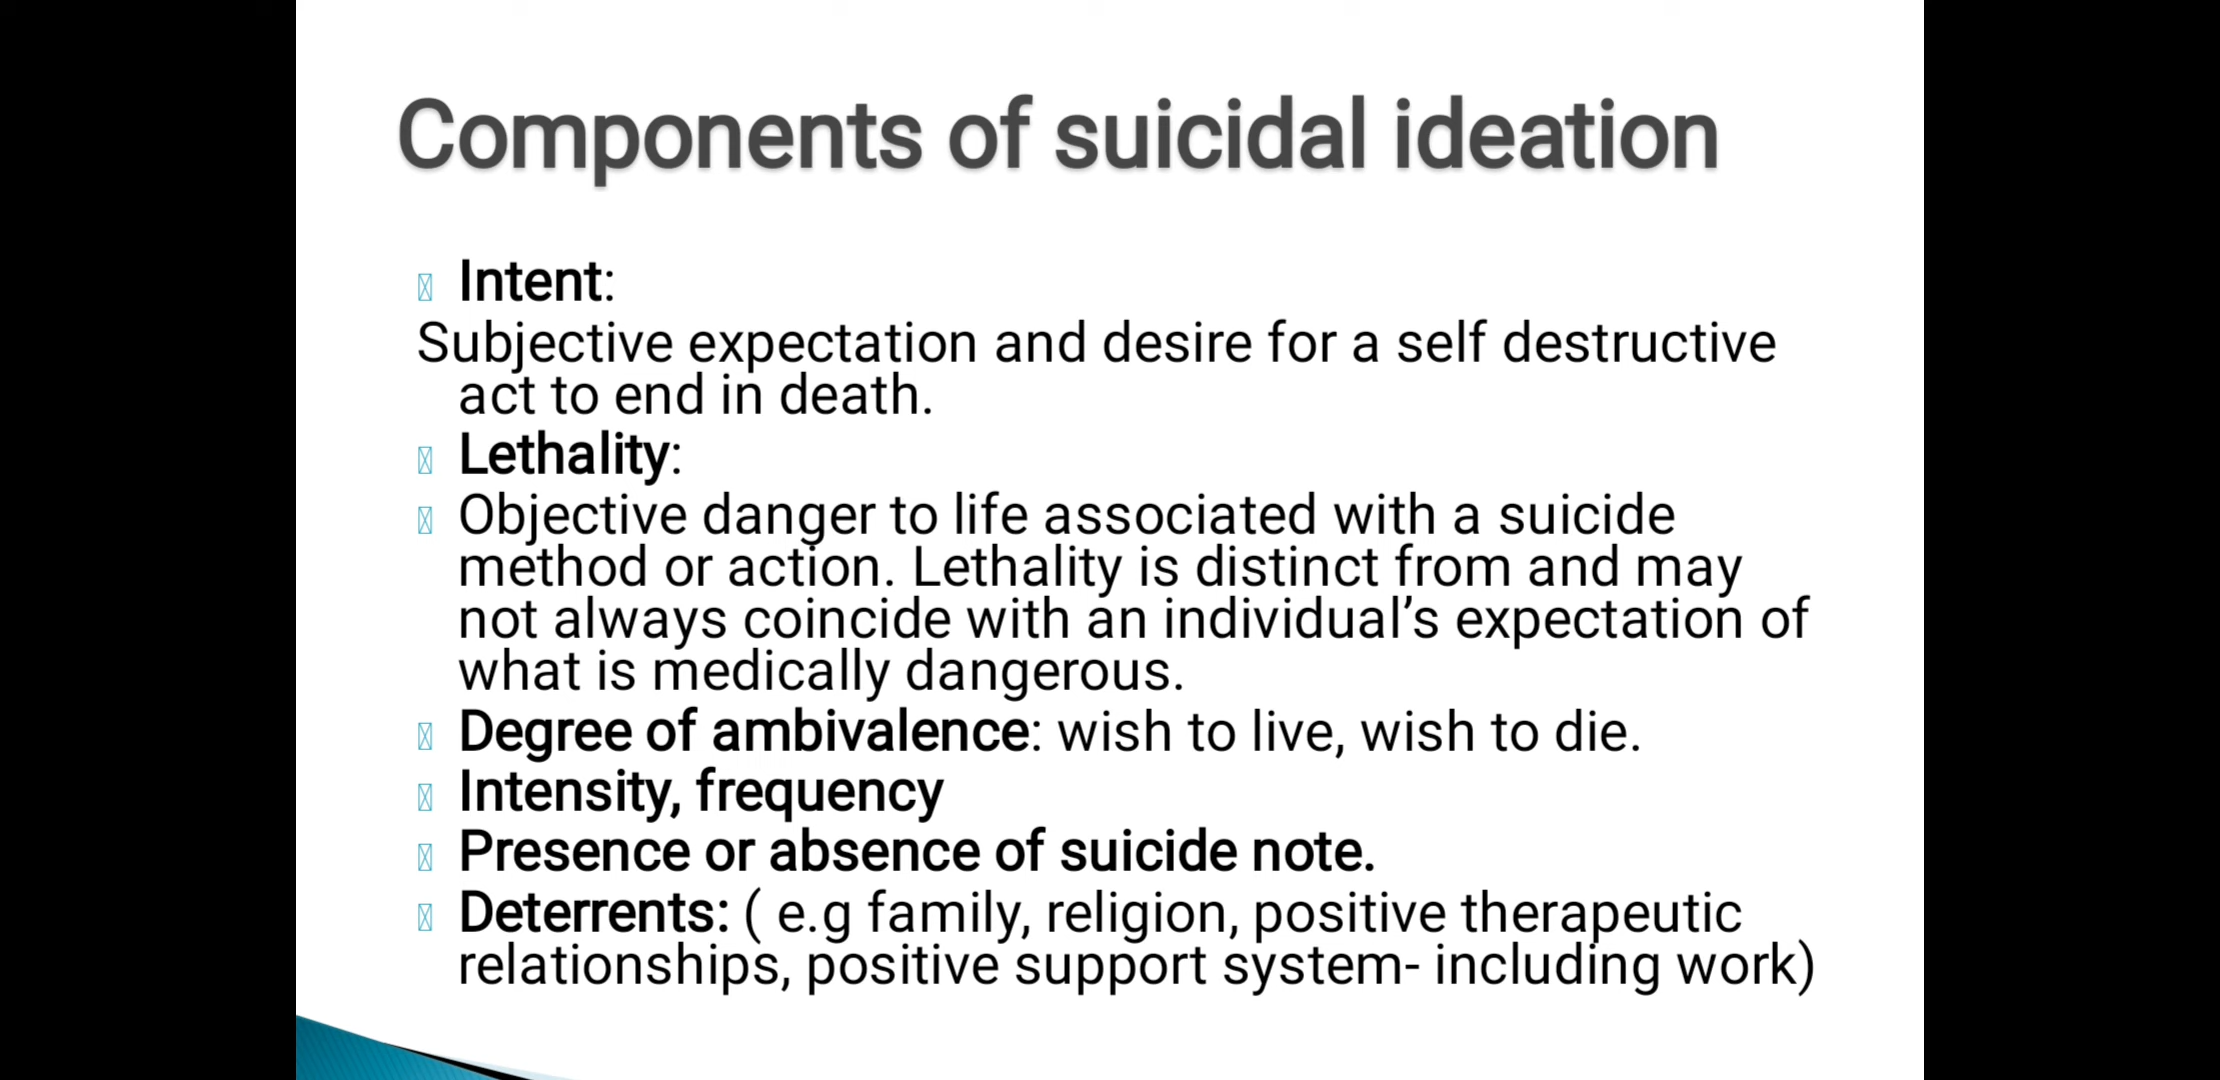 Components of suicidal ideation
Intent:
Subjective expectation and desire for a self destructive
act to end in death.
Lethality:
Objective danger to life associated with a suicide
method or action. Lethality is distinct from and may
not always coincide with an individual’s expectation of
what is medically dangerous.
Degree of ambivalence: wish to live, wish to die.
Intensity, frequency
Presence or absence of suicide note.
Deterrents: ( e.g family, religion, positive therapeutic
relationships, positive support system- including work)